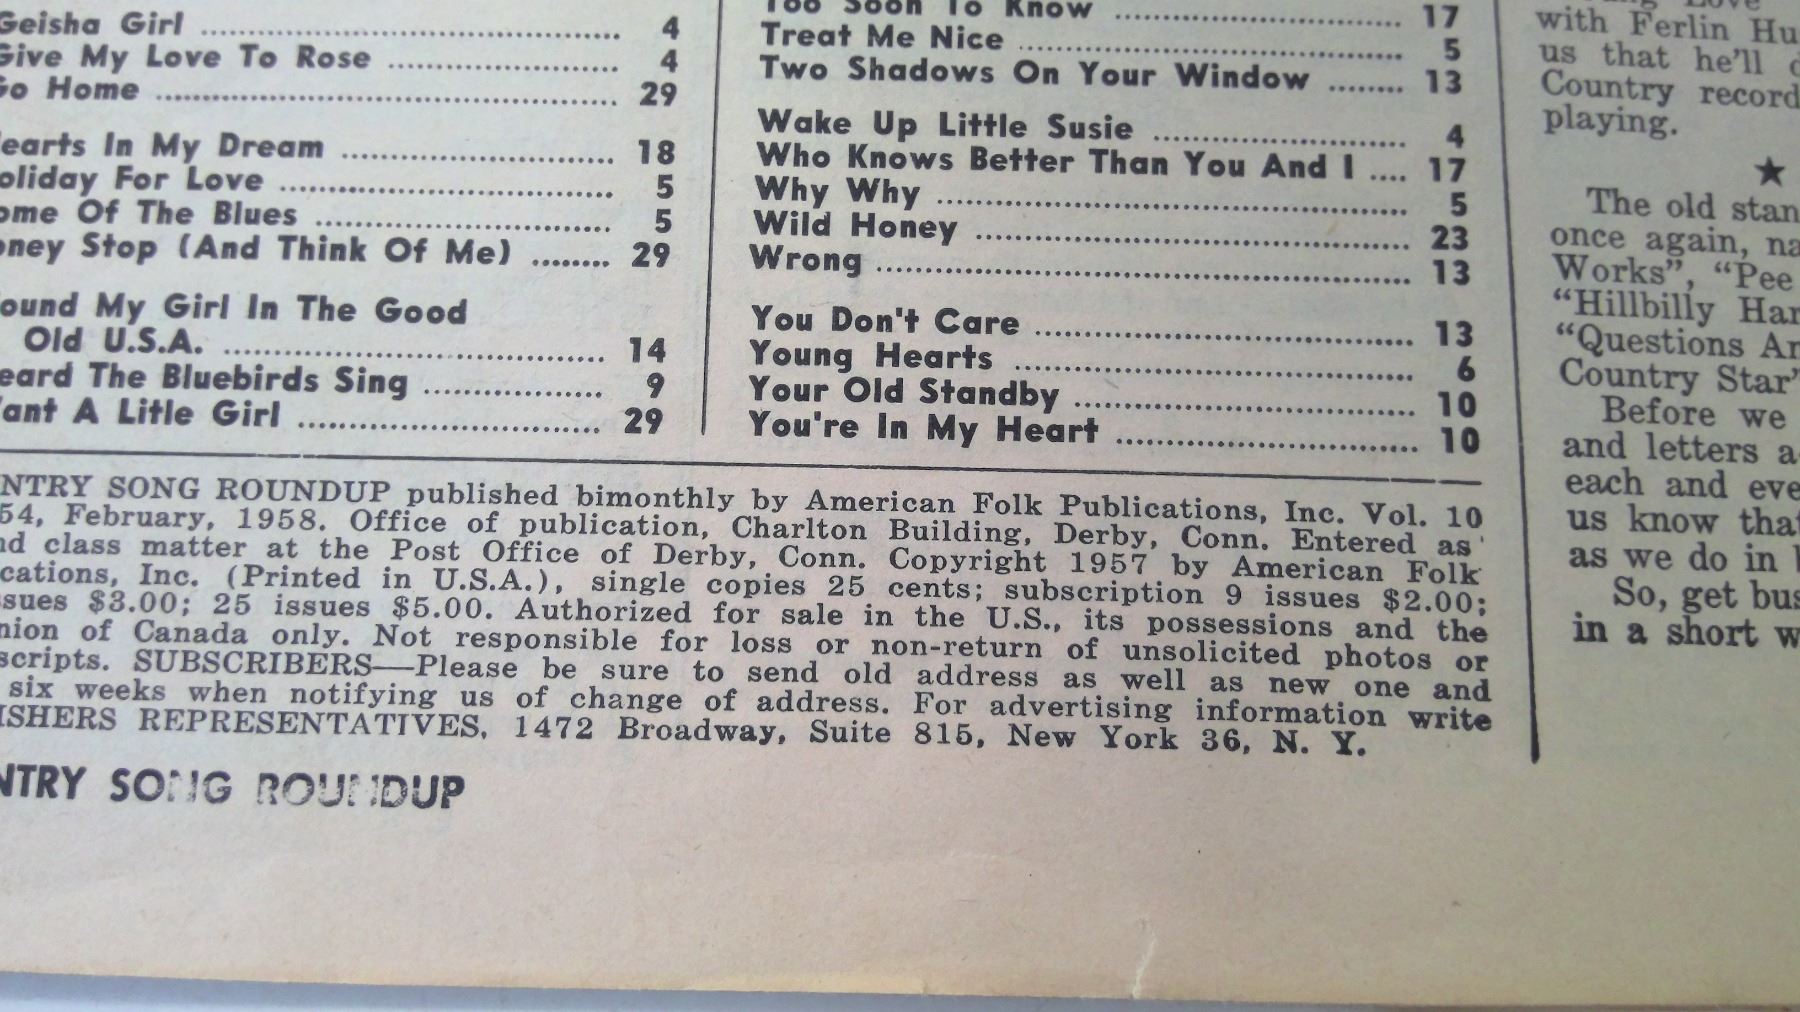 Geisha Girl 4
Give My Love To Rose 4
Go Home 29
earts In My Dream 18
oliday For Love 5
ome Of The Blues 5
oney Stop (And Think Of Me) 29
ound My Girl In The Good
Old U.S.A. 14
eard The Bluebirds Sing 9
ant A Litle Girl 29
Too Soon To Know 17
Treat Me Nice 5
Two Shadows On Your Window 13
Wake Up Little Susie 4
Who Knows Better Than You And I 17
Why Why 5
Wild Honey 23
Wrong 13
You Don't Care 13
Young Hearts 6
Your Old Standby 10
You're In My Heart 10
NTRY SONG ROUNDUP published bimonthly by American Folk Publications, Inc. Vol. 10
54, February, 1958. Office of publication, Charlton Building, Derby, Conn. Entered as
nd class matter at the Post Office of Derby, Conn. Copyright 1957 by American Folk
cations, Inc. (Printed in U.S.A.), single copies 25 cents; subscription 9 issues $2.00;
sues $3.00; 25 issues $5.00. Authorized for sale in the U.S., its possessions and the
nion of Canada only. Not responsible for loss or non-return of unsolicited photos or
scripts. SUBSCRIBERS—Please be sure to send old address as well as new one and
six weeks when notifying us of change of address. For advertising information write
ISHERS REPRESENTATIVES, 1472 Broadway, Suite 815, New York 36, N. Y.
NTRY SONG ROUNDUP
Love
with Ferlin Hu
us that he'll
Country record
playing.
★
The old stan
once again, na
Works", "Pee
"Hillbilly Har
"Questions An
Country Star"
Before we
and letters a
each and eve
us know that
as we do in
So, get bus
in a short w